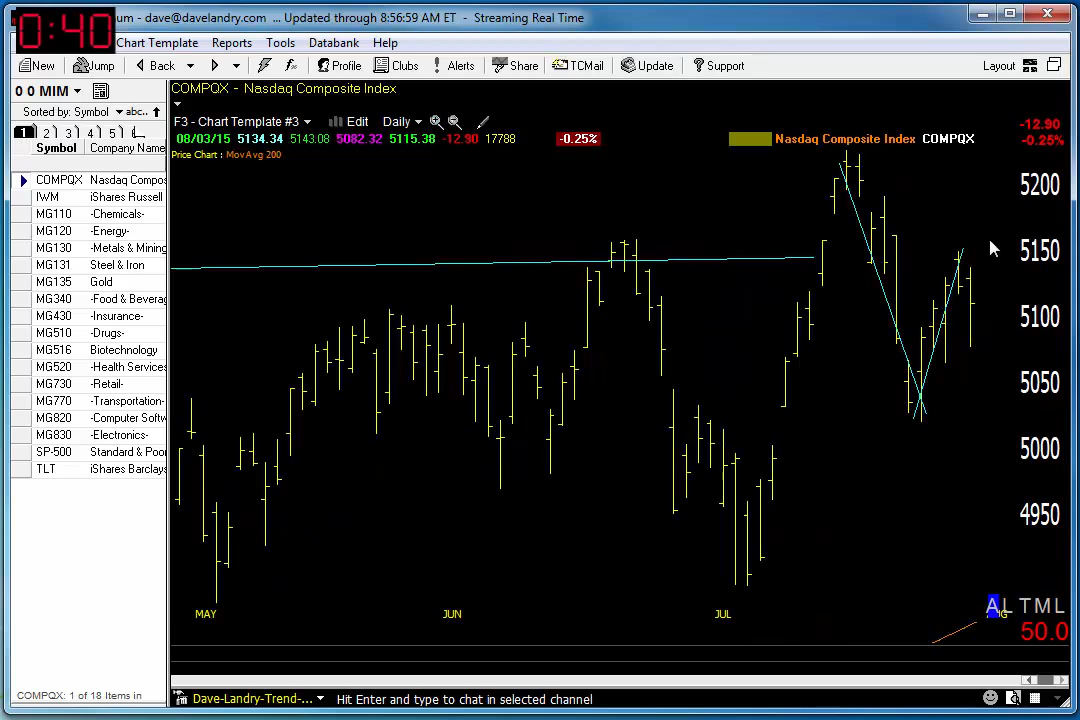 0:40
um - dave@davelandry.com ... Updated through 8:56:59 AM ET - Streaming Real Time
Chart Template Reports Tools Databank Help
New Jump Back Profile Clubs Alerts Share TCMail Update Support Layout
0 0 MIM
COMPQX - Nasdaq Composite Index
Sorted by: Symbol abc..
F3 - Chart Template #3 Edit Daily
1 2 3 4 5
08/03/15 5134.34 5143.08 5082.32 5115.38 -12.90 17788 -0.25% Nasdaq Composite Index COMPQX
-12.90
-0.25%
Symbol Company Name
Price Chart : MovAvg 200
COMPQX Nasdaq Compos
IWM iShares Russell
MG110 -Chemicals-
MG120 -Energy-
MG130 -Metals & Mining
MG131 Steel & Iron
MG135 Gold
MG340 -Food & Beverag
MG430 -Insurance-
MG510 -Drugs-
MG516 Biotechnology
MG520 -Health Services
MG730 -Retail-
MG770 -Transportation-
MG820 -Computer Softw
MG830 -Electronics-
SP-500 Standard & Poor
TLT iShares Barclays
5200
5150
5100
5050
5000
4950
MAY JUN JUL
A L T M L
50.0
COMPQX: 1 of 18 Items in
Dave-Landry-Trend-... Hit Enter and type to chat in selected channel